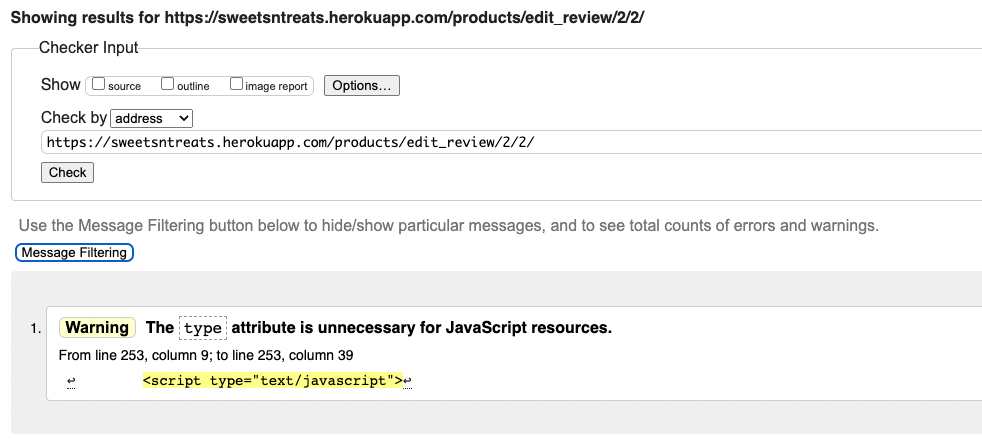 Showing results for https://sweetsntreats.herokuapp.com/products/edit_review/2/2/
Checker Input
Show source outline image report Options...
Check by address
https://sweetsntreats.herokuapp.com/products/edit_review/2/2/
Check
Use the Message Filtering button below to hide/show particular messages, and to see total counts of errors and warnings.
Message Filtering
1. Warning The type attribute is unnecessary for JavaScript resources.
From line 253, column 9; to line 253, column 39
↩ <script type="text/javascript">↩